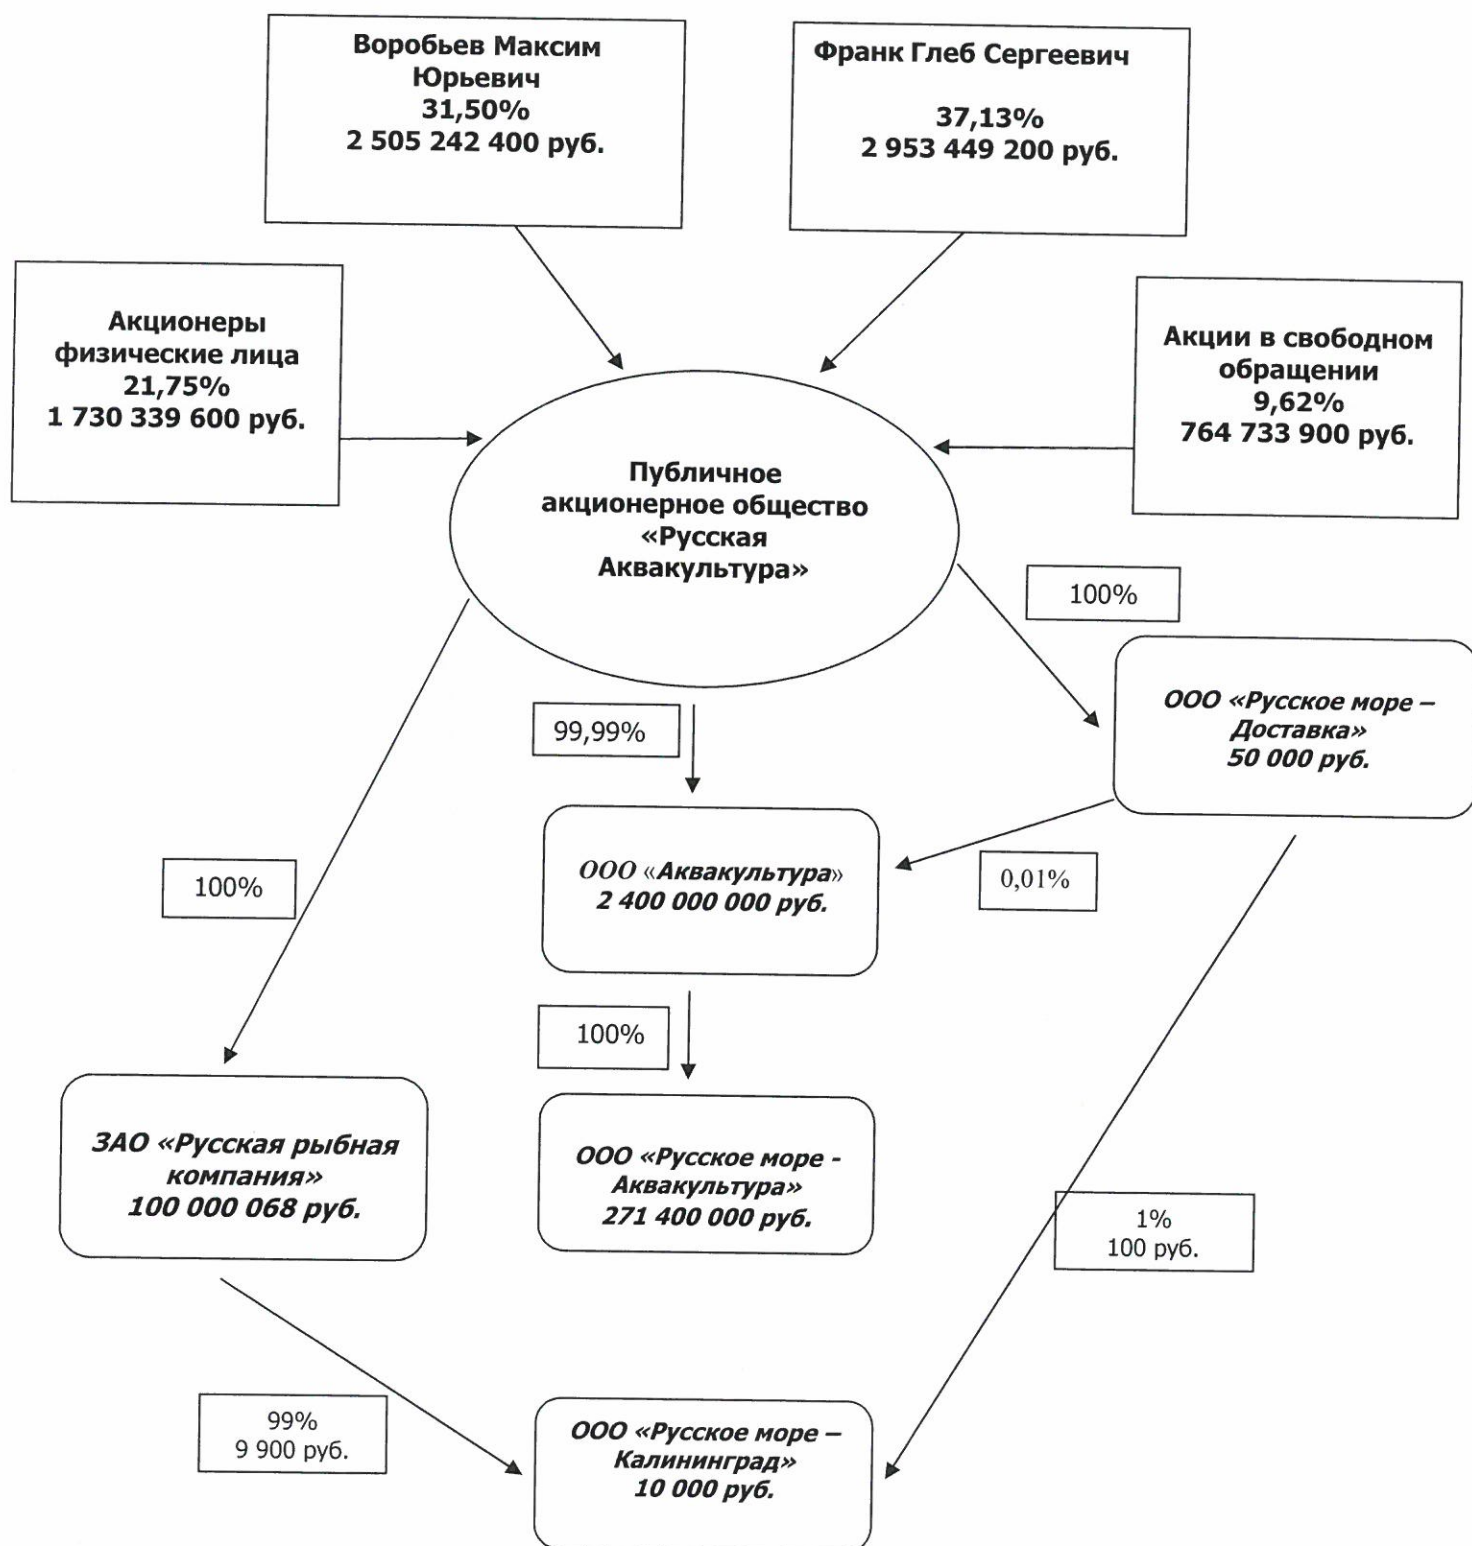 Воробьев Максим
Юрьевич
31,50%
2 505 242 400 руб.
Франк Глеб Сергеевич
37,13%
2 953 449 200 руб.
Акционеры
физические лица
21,75%
1 730 339 600 руб.
Акции в свободном
обращении
9,62%
764 733 900 руб.
Публичное
акционерное общество
«Русская
Аквакультура»
100%
ООО «Русское море –
Доставка»
50 000 руб.
99,99%
ООО «Аквакультура»
2 400 000 000 руб.
0,01%
100%
100%
ЗАО «Русская рыбная
компания»
100 000 068 руб.
ООО «Русское море -
Аквакультура»
271 400 000 руб.
1%
100 руб.
99%
9 900 руб.
ООО «Русское море –
Калининград»
10 000 руб.